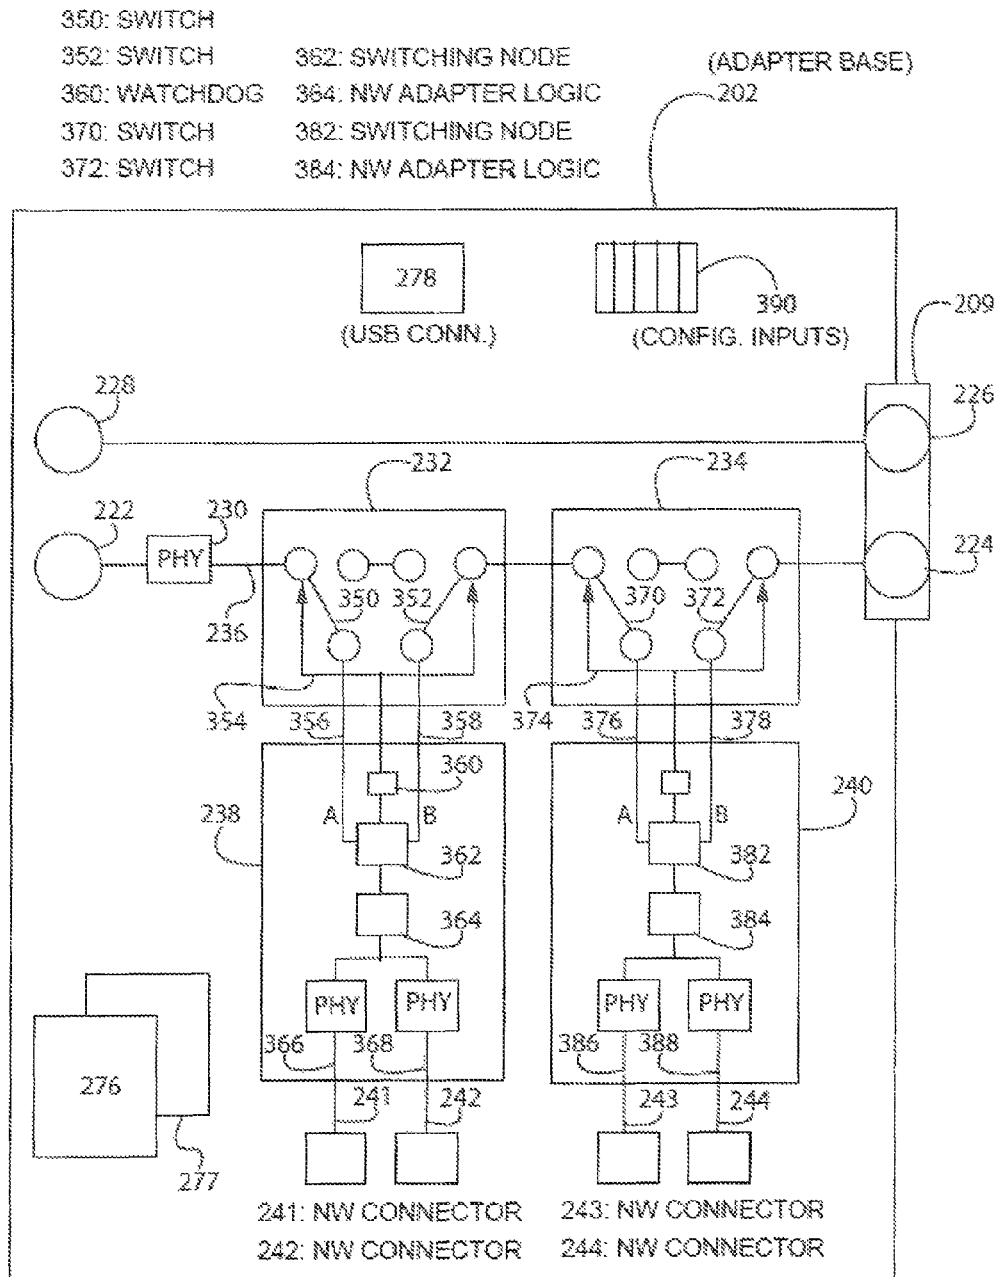 350: SWITCH
352: SWITCH
360: WATCHDOG
370: SWITCH
372: SWITCH
362: SWITCHING NODE
364: NW ADAPTER LOGIC
382: SWITCHING NODE
384: NW ADAPTER LOGIC
(ADAPTER BASE)
202
278
(USB CONN.)
390
(CONFIG. INPUTS)
209
228
226
232
234
222
230
PHY
224
236
350
352
370
372
354
356
358
374
376
378
360
238
A
B
362
364
A
B
240
382
384
PHY
PHY
PHY
PHY
366
368
386
388
276
277
241
242
243
244
241: NW CONNECTOR
242: NW CONNECTOR
243: NW CONNECTOR
244: NW CONNECTOR